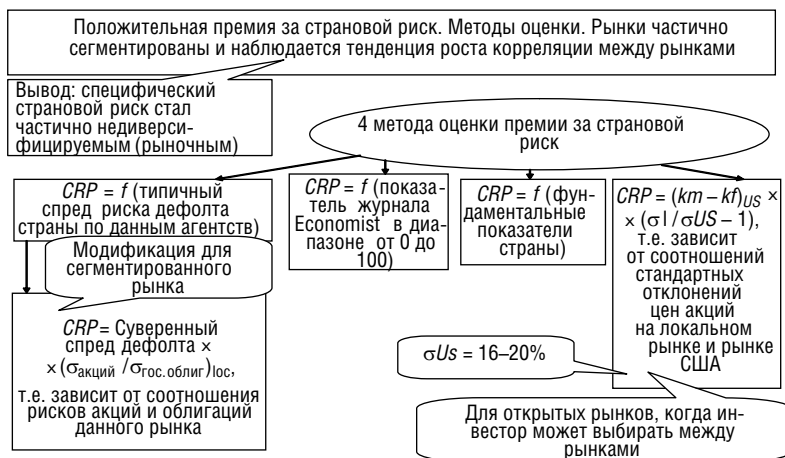 Положительная премия за страновой риск. Методы оценки. Рынки частично
сегментированы и наблюдается тенденция роста корреляции между рынками
Вывод: специфический
страновой риск стал
частично недиверси-
фицируемым (рыночным)
4 метода оценки премии за страновой
риск
CRP = f (типичный
спред риска дефолта
страны по данным агентств)
CRP = f (показа-
тель журнала
Economist в диа-
пазоне от 0 до
100)
CRP = f (фун-
даментальные
показатели
страны)
CRP = (km – kf)US ×
× (σl / σUS – 1),
т.е. зависит
от соотношений
стандартных
отклонений
цен акций
на локальном
рынке и рынке
США
Модификация для
сегментированного
рынка
CRP = Суверенный
спред дефолта ×
× (σакций / σгос.облиг)loc,
т.е. зависит от соотношения
рисков акций и облигаций
данного рынка
σUs = 16–20%
Для открытых рынков, когда ин-
вестор может выбирать между
рынками